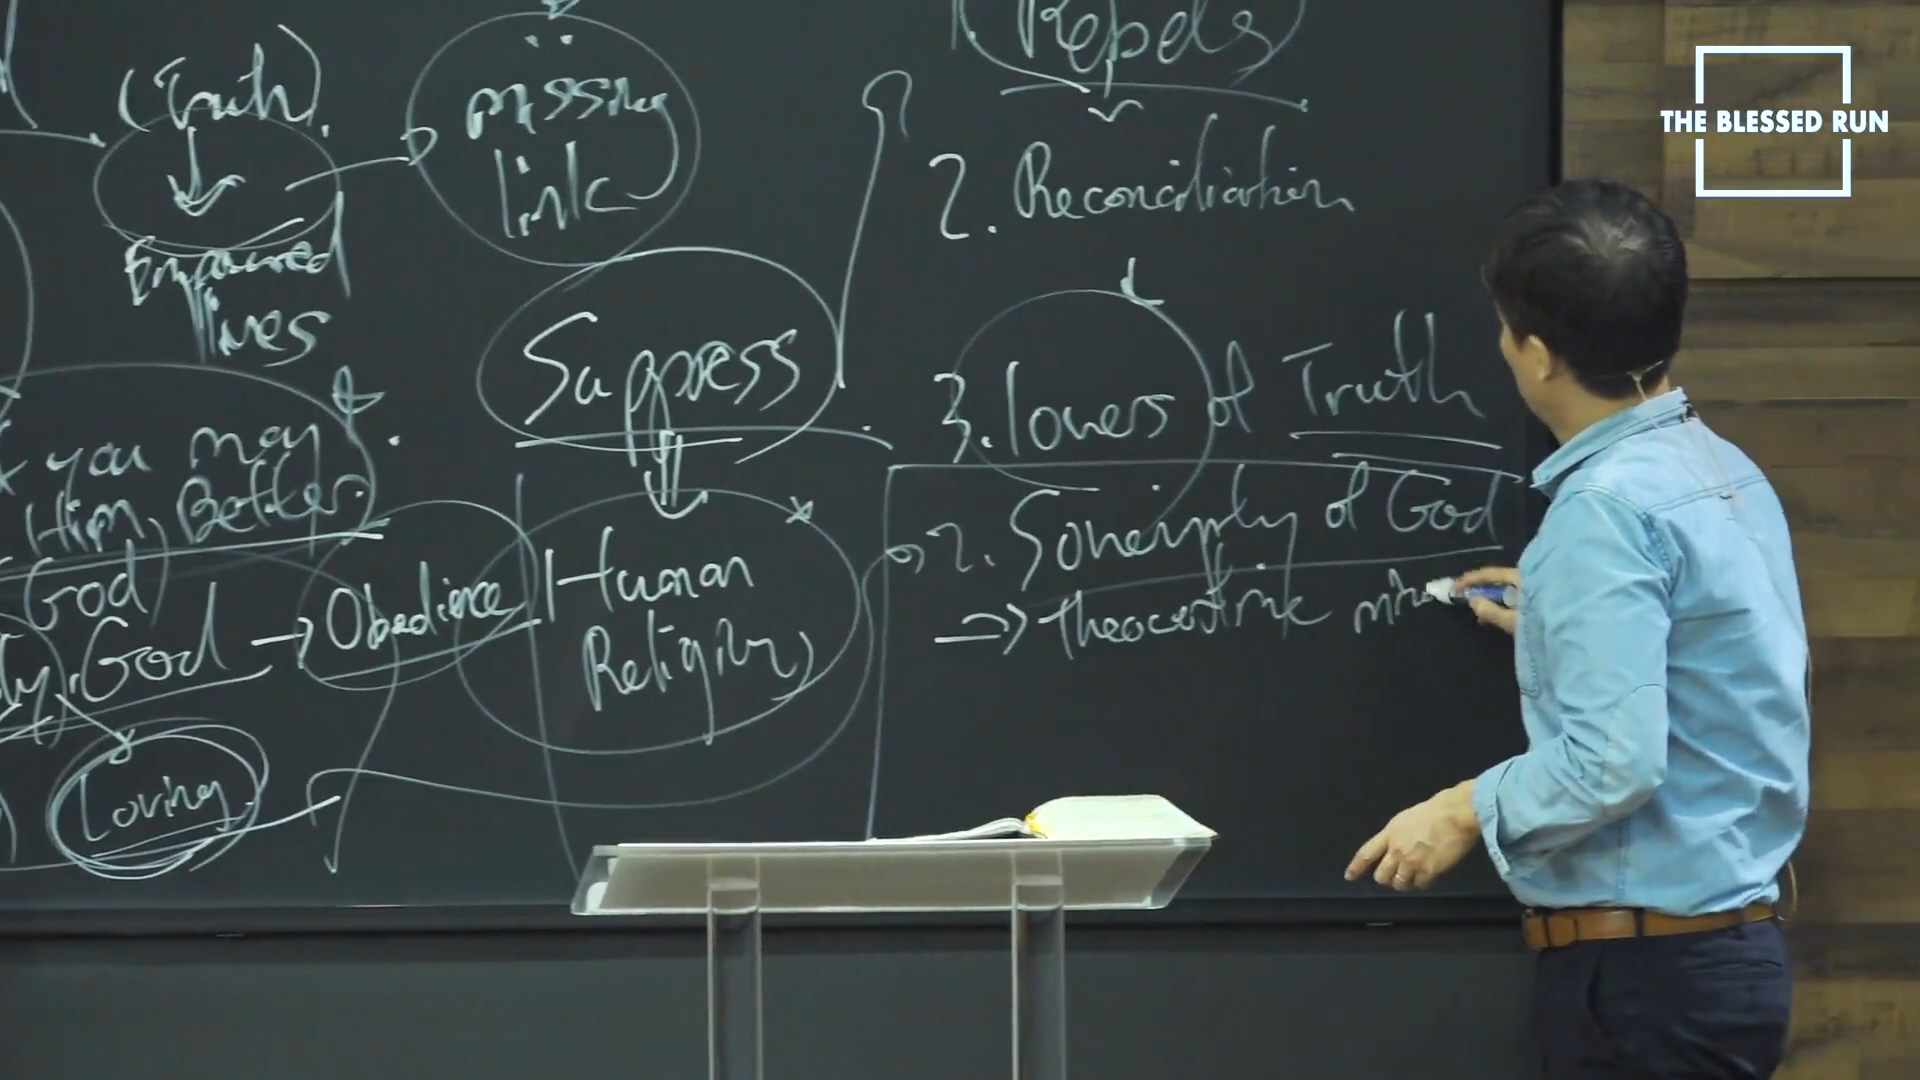 (Truth)
Empowered
lives
missing
link
Suppress
Human
Religion
you may
Him, Better.
God
God → Obedience
Loving
Rebels
2. Reconciliation
3. lovers of Truth
2. Sovereignty of God
⇒ theocentric
THE BLESSED RUN